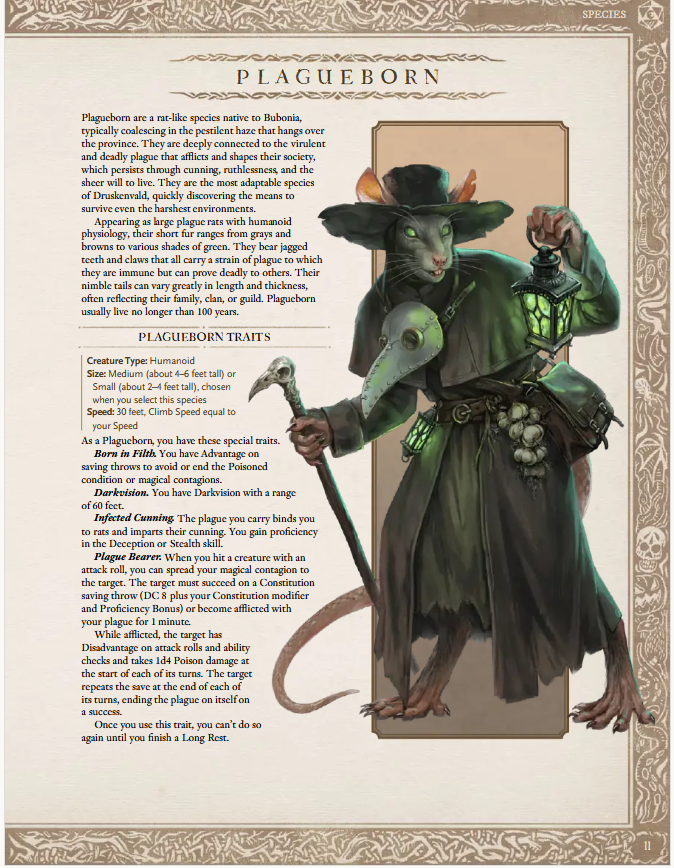 SPECIES
PLAGUEBORN
Plagueborn are a rat-like species native to Bubonia,
typically coalescing in the pestilent haze that hangs over
the province. They are deeply connected to the virulent
and deadly plague that afflicts and shapes their society,
which persists through cunning, ruthlessness, and the
sheer will to live. They are the most adaptable species
of Druskenvald, quickly discovering the means to
survive even the harshest environments.
Appearing as large plague rats with humanoid
physiology, their short fur ranges from grays and
browns to various shades of green. They bear jagged
teeth and claws that all carry a strain of plague to which
they are immune but can prove deadly to others. Their
nimble tails can vary greatly in length and thickness,
often reflecting their family, clan, or guild. Plagueborn
usually live no longer than 100 years.
PLAGUEBORN TRAITS
Creature Type: Humanoid
Size: Medium (about 4–6 feet tall) or
Small (about 2–4 feet tall), chosen
when you select this species
Speed: 30 feet, Climb Speed equal to
your Speed
As a Plagueborn, you have these special traits.
Born in Filth. You have Advantage on
saving throws to avoid or end the Poisoned
condition or magical contagions.
Darkvision. You have Darkvision with a range
of 60 feet.
Infected Cunning. The plague you carry binds you
to rats and imparts their cunning. You gain proficiency
in the Deception or Stealth skill.
Plague Bearer. When you hit a creature with an
attack roll, you can spread your magical contagion to
the target. The target must succeed on a Constitution
saving throw (DC 8 plus your Constitution modifier
and Proficiency Bonus) or become afflicted with
your plague for 1 minute.
While afflicted, the target has
Disadvantage on attack rolls and ability
checks and takes 1d4 Poison damage at
the start of each of its turns. The target
repeats the save at the end of each of
its turns, ending the plague on itself on
a success.
Once you use this trait, you can't do so
again until you finish a Long Rest.
11